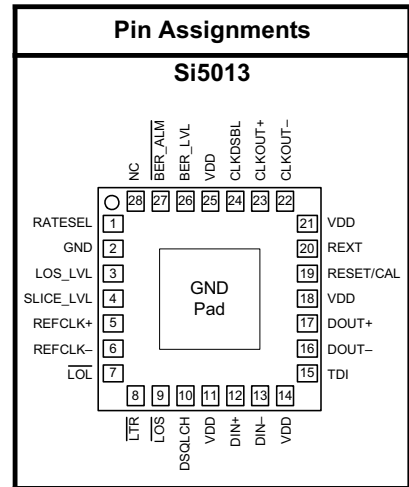 Pin Assignments
Si5013
NC
BER_ALM
BER_LVL
VDD
CLKDSBL
CLKOUT+
CLKOUT–
28 27 26 25 24 23 22
RATESEL 1
GND 2
LOS_LVL 3
SLICE_LVL 4
REFCLK+ 5
REFCLK– 6
LOL 7
GND
Pad
21 VDD
20 REXT
19 RESET/CAL
18 VDD
17 DOUT+
16 DOUT–
15 TDI
8 9 10 11 12 13 14
LTR
LOS
DSQLCH
VDD
DIN+
DIN–
VDD